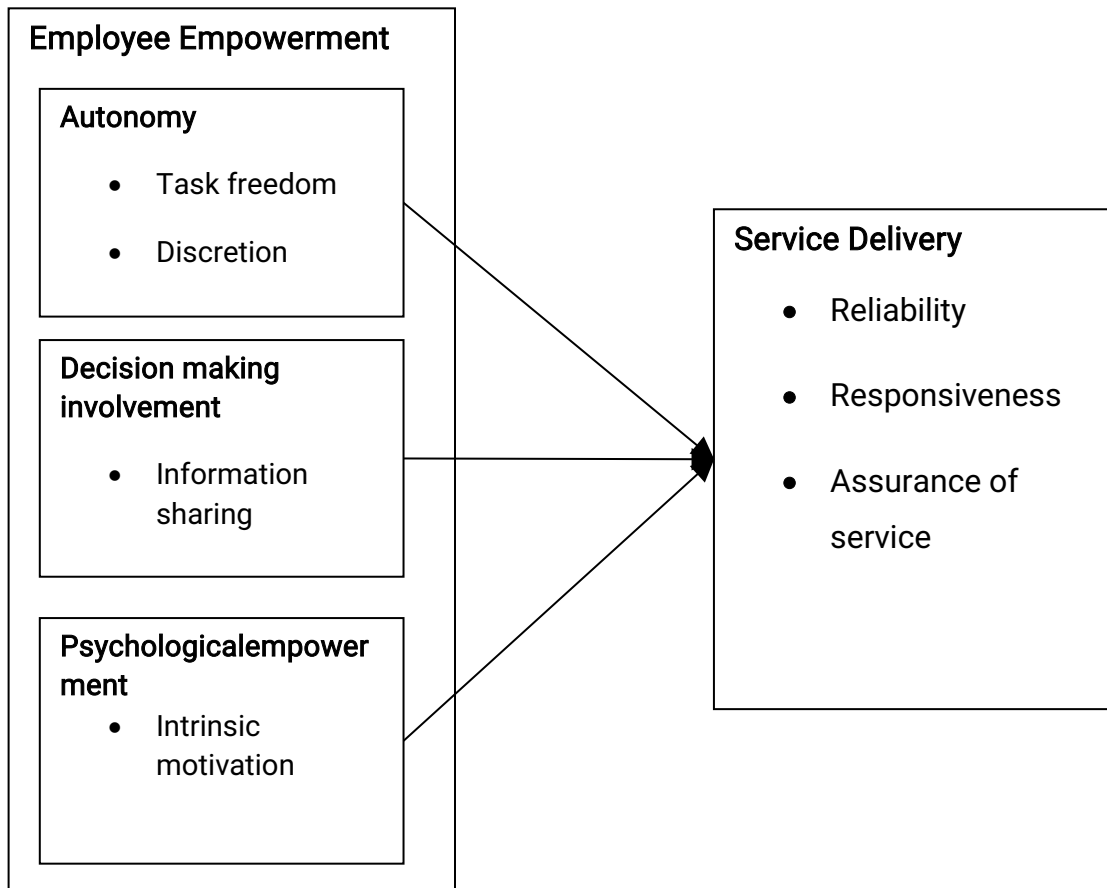 Employee Empowerment
Autonomy
• Task freedom
• Discretion
Decision making
involvement
• Information
sharing
Psychologicalempower
ment
• Intrinsic
motivation
Service Delivery
• Reliability
• Responsiveness
• Assurance of
service